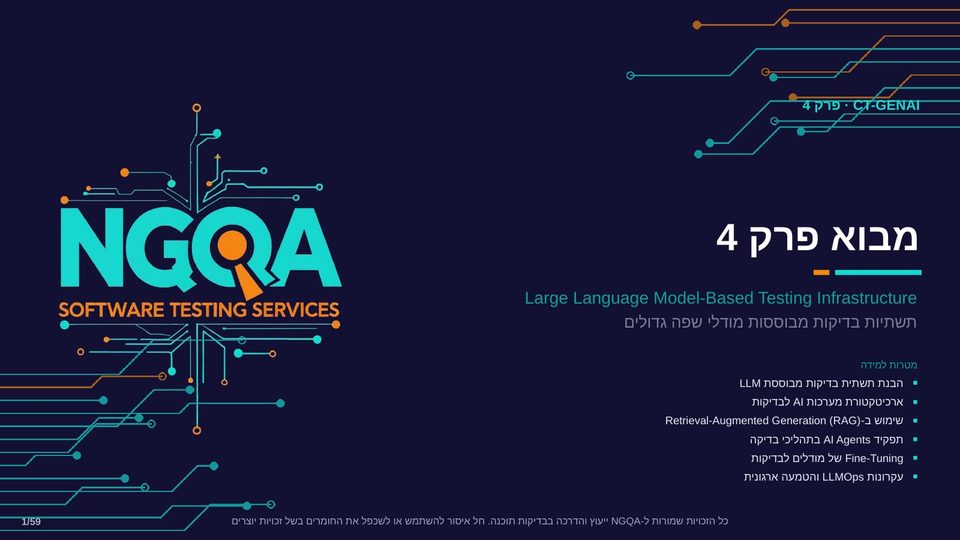 CT-GENAI · פרק 4
NGQA
SOFTWARE TESTING SERVICES
מבוא פרק 4
Large Language Model-Based Testing Infrastructure
תשתיות בדיקות מבוססות מודלי שפה גדולים
מטרות למידה
▪ הבנת תשתית בדיקות מבוססת LLM
▪ ארכיטקטורת מערכות AI לבדיקות
▪ שימוש ב-Retrieval-Augmented Generation (RAG)
▪ תפקיד AI Agents בתהליכי בדיקה
▪ Fine-Tuning של מודלים לבדיקות
▪ עקרונות LLMOps והטמעה ארגונית
כל הזכויות שמורות ל-NGQA ייעוץ והדרכה בבדיקות תוכנה. חל איסור להשתמש או לשכפל את החומרים בשל זכויות יוצרים
1/59